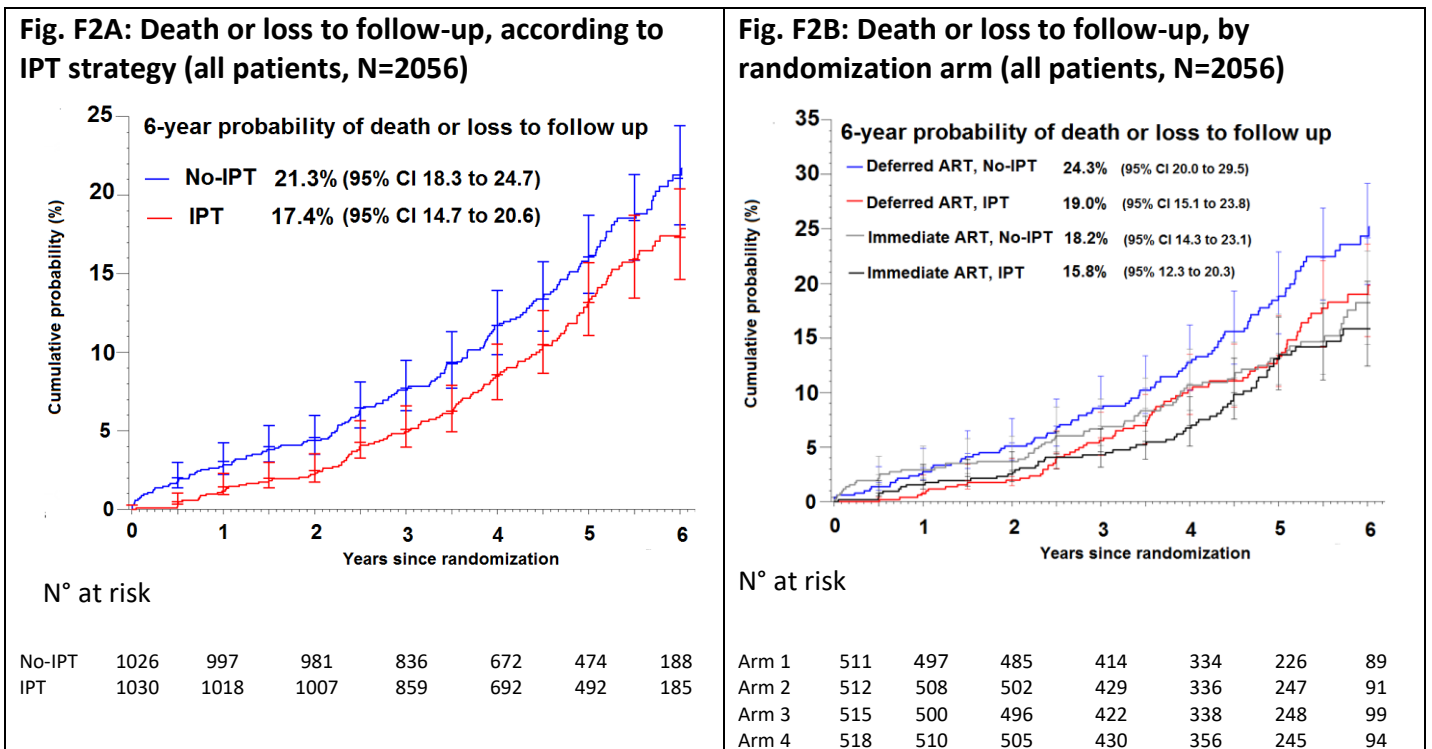 Fig. F2A: Death or loss to follow-up, according to
IPT strategy (all patients, N=2056)
25
20
15
10
5
0
Cumulative probability (%)
6-year probability of death or loss to follow up
No-IPT 21.3% (95% CI 18.3 to 24.7)
IPT 17.4% (95% CI 14.7 to 20.6)
0 1 2 3 4 5 6
Years since randomization
N° at risk
No-IPT 1026 997 981 836 672 474 188
IPT 1030 1018 1007 859 692 492 185
Fig. F2B: Death or loss to follow-up, by
randomization arm (all patients, N=2056)
35
30
25
20
15
10
5
0
Cumulative probability (%)
6-year probability of death or loss to follow up
Deferred ART, No-IPT 24.3% (95% CI 20.0 to 29.5)
Deferred ART, IPT 19.0% (95% CI 15.1 to 23.8)
Immediate ART, No-IPT 18.2% (95% CI 14.3 to 23.1)
Immediate ART, IPT 15.8% (95% 12.3 to 20.3)
0 1 2 3 4 5 6
Years since randomization
N° at risk
Arm 1 511 497 485 414 334 226 89
Arm 2 512 508 502 429 336 247 91
Arm 3 515 500 496 422 338 248 99
Arm 4 518 510 505 430 356 245 94